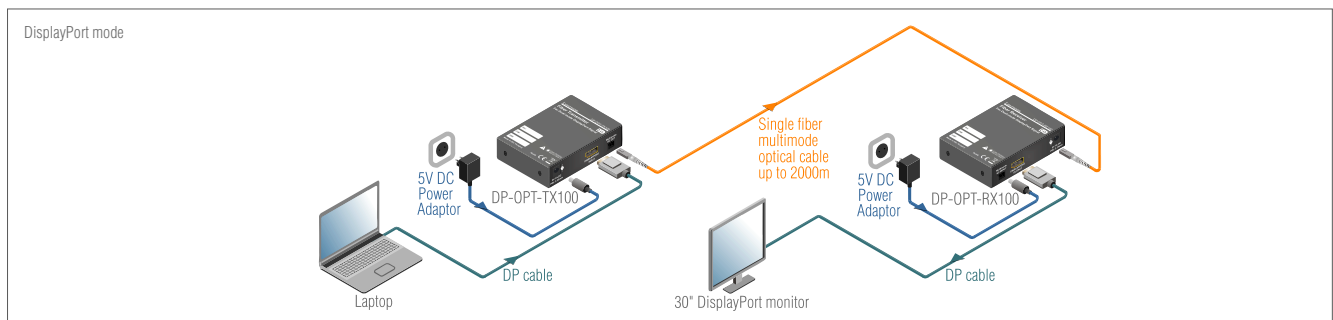 DisplayPort mode
Single fiber
multimode
optical cable
up to 2000m
5V DC
Power
Adaptor
DP-OPT-TX100
5V DC
Power
Adaptor
DP-OPT-RX100
DP cable
Laptop
DP cable
30" DisplayPort monitor